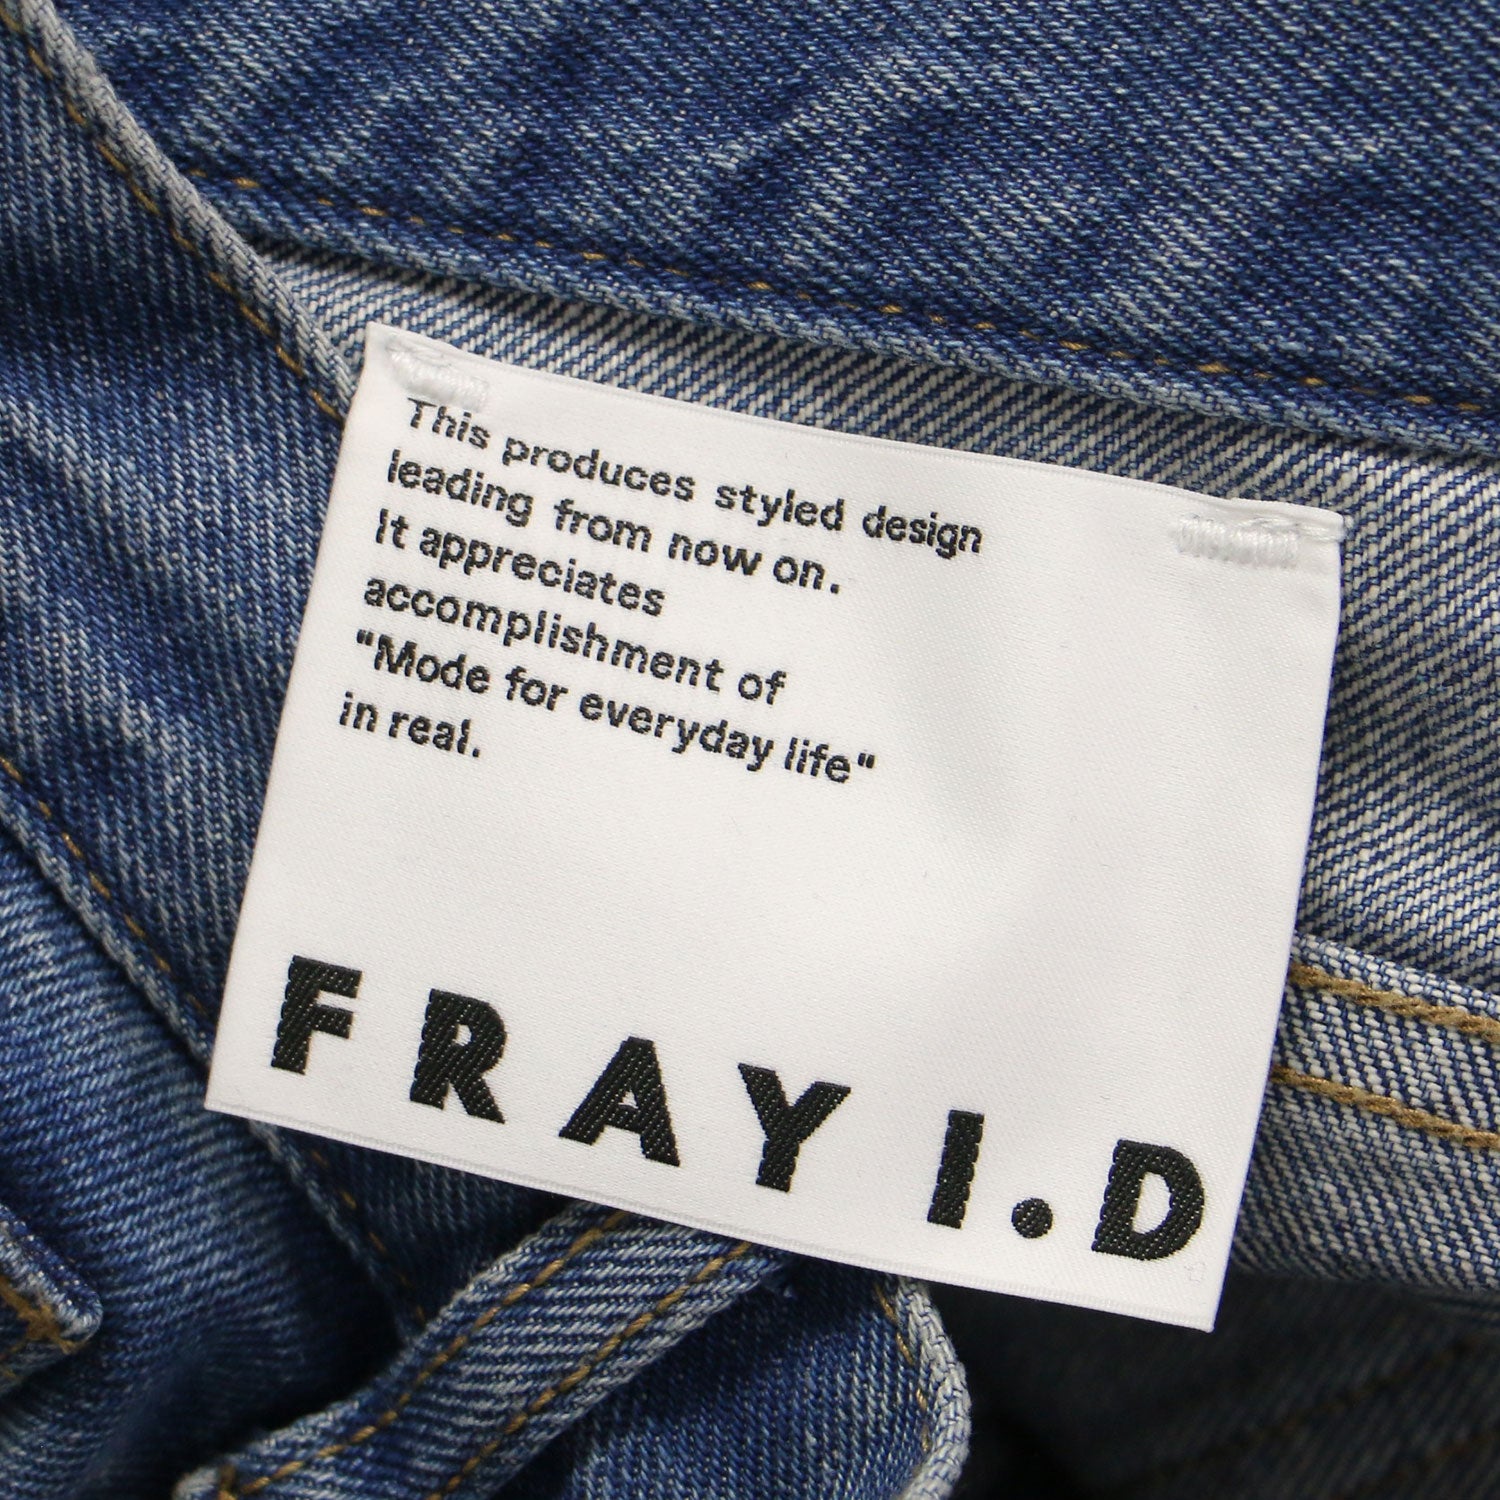 This produces styled design
leading from now on.
It appreciates
accomplishment of
"Mode for everyday life"
in real.
FRAY I.D